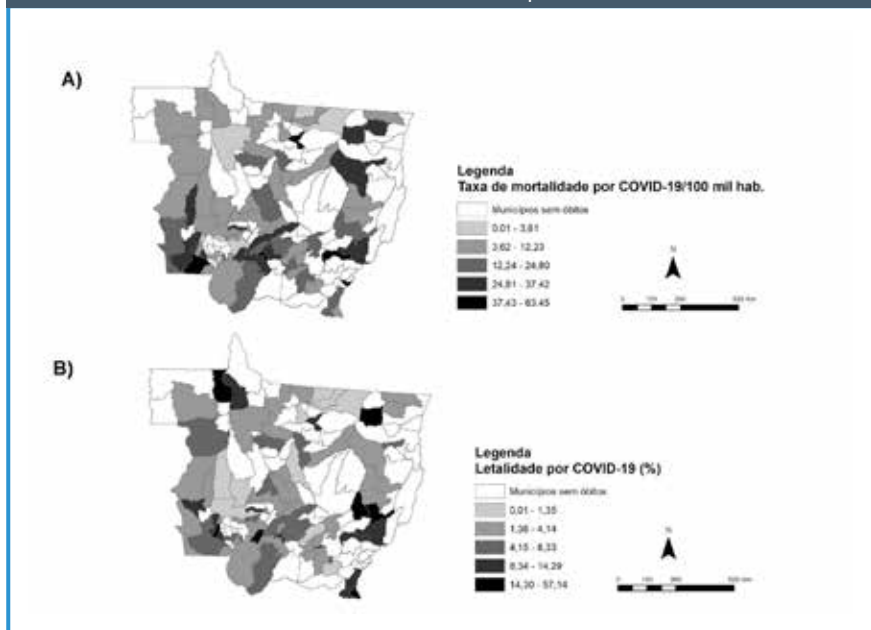 A)
Legenda
Taxa de mortalidade por COVID-19/100 mil hab.
Municípios sem óbitos
0,01 - 3,61
3,62 - 12,23
12,24 - 24,80
24,81 - 37,42
37,43 - 63,45
N
B)
Legenda
Letalidade por COVID-19 (%)
Municípios sem óbitos
0,01 - 1,35
1,36 - 4,14
4,15 - 8,33
8,34 - 14,29
14,30 - 57,14
N